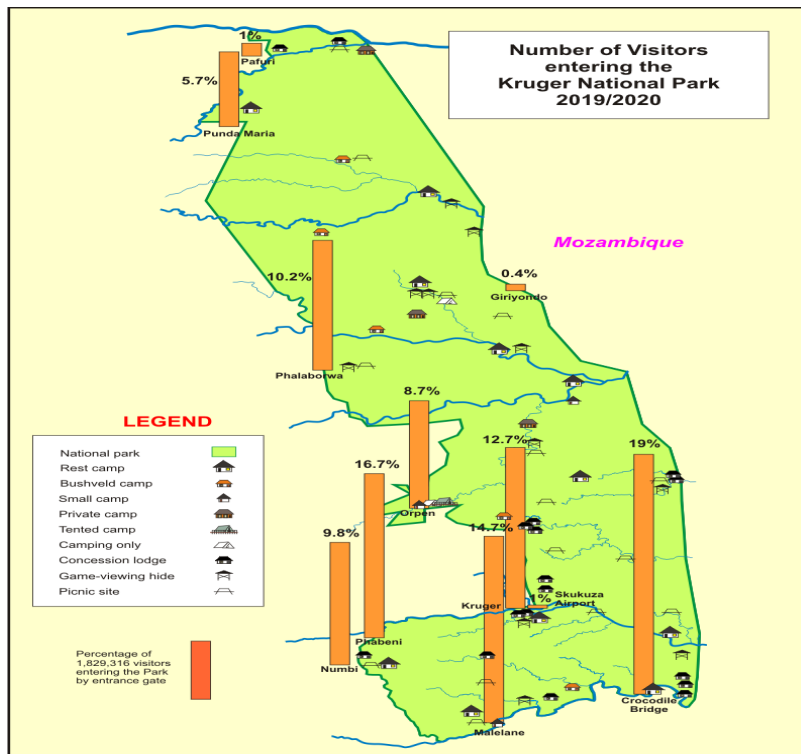 Number of Visitors
entering the
Kruger National Park
2019/2020
1%
Pafuri
5.7%
Punda Maria
Mozambique
10.2%
0.4%
Giriyondo
Phalaborwa
8.7%
LEGEND
National park
Rest camp
Bushveld camp
Small camp
Private camp
Tented camp
Camping only
Concession lodge
Game-viewing hide
Picnic site
12.7%
19%
16.7%
Orpen
9.8%
14.7%
1%
Skukuza
Airport
Kruger
Phabeni
Numbi
Percentage of
1,829,316 visitors
entering the Park
by entrance gate
Crocodile
Bridge
Malelane